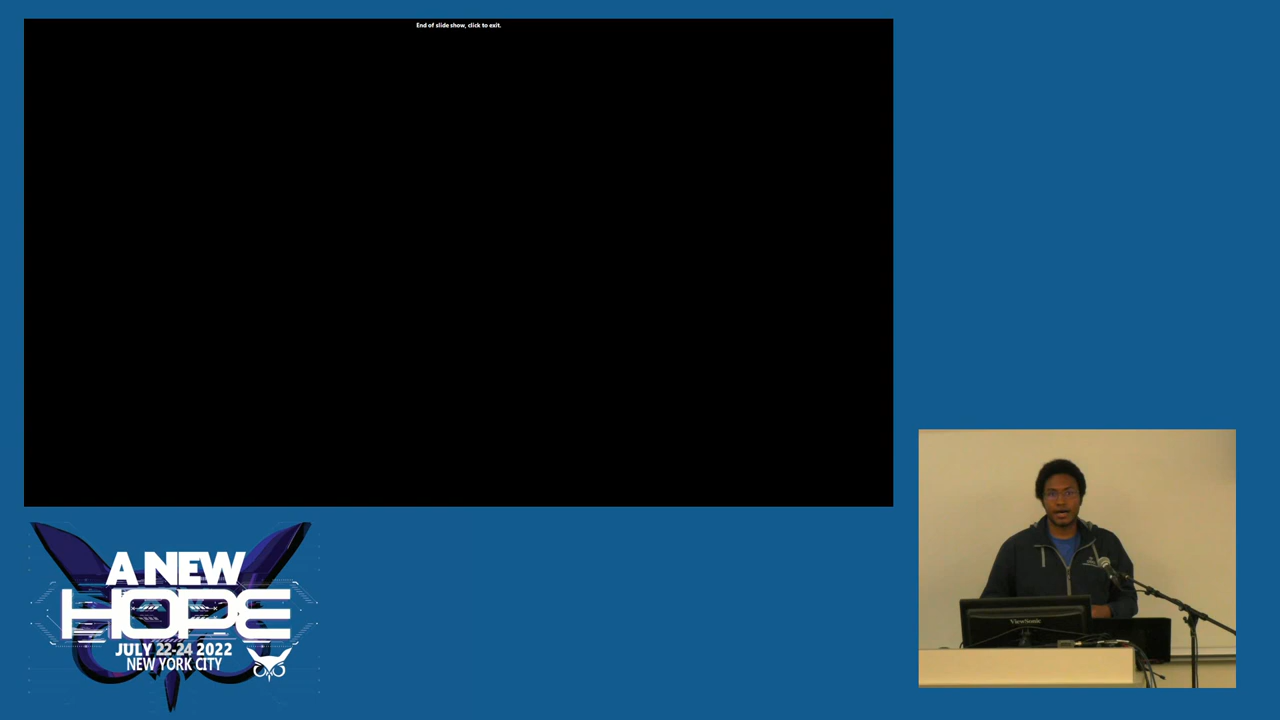 End of slide show, click to exit.
A NEW
HOPE
JULY 22-24 2022
NEW YORK CITY
ViewSonic